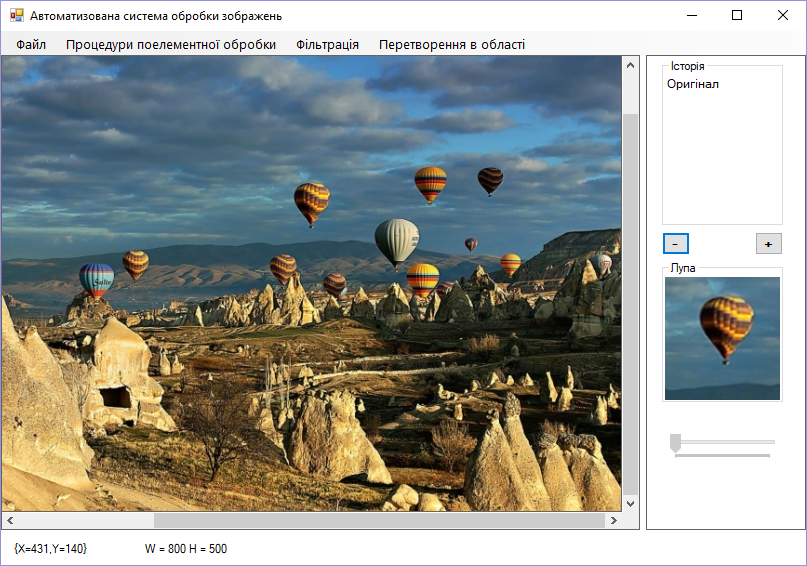 Автоматизована система обробки зображень
Файл Процедури поелементної обробки Фільтрація Перетворення в області
Історія
Оригінал
- +
Лупа
{X=431,Y=140} W = 800 H = 500